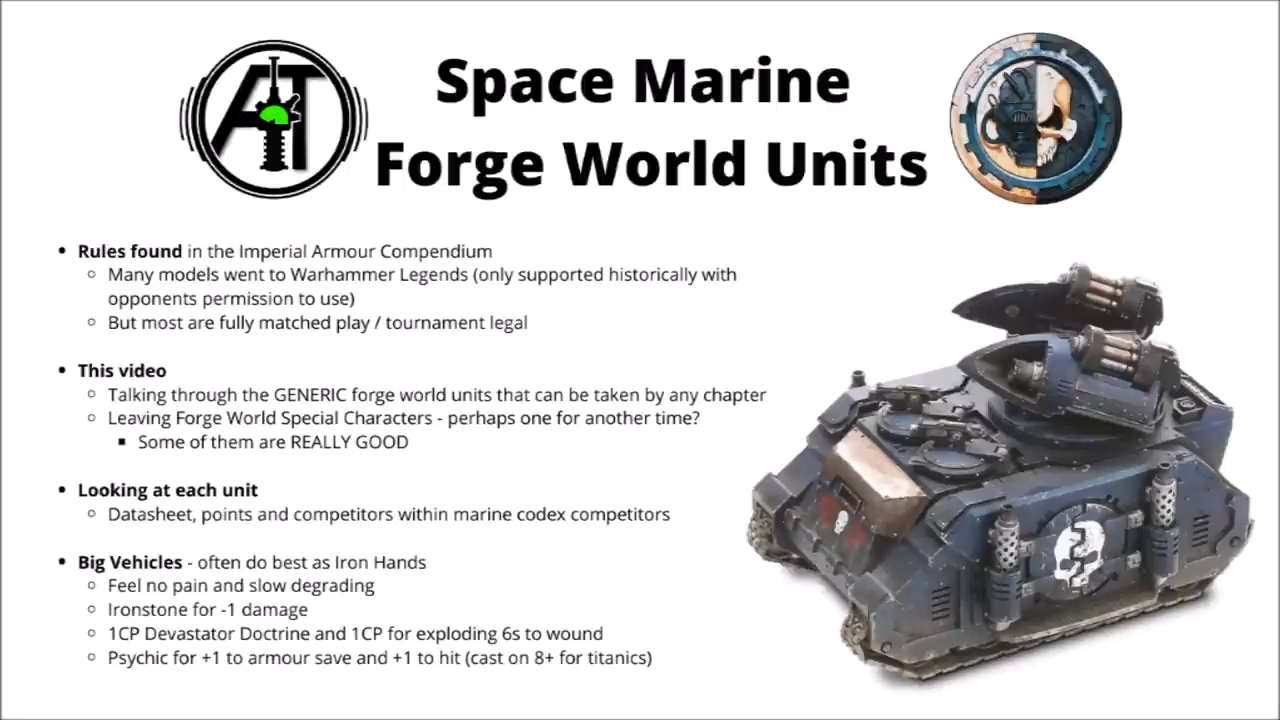 AT
Space Marine
Forge World Units
• Rules found in the Imperial Armour Compendium
○ Many models went to Warhammer Legends (only supported historically with
opponents permission to use)
○ But most are fully matched play / tournament legal
• This video
○ Talking through the GENERIC forge world units that can be taken by any chapter
○ Leaving Forge World Special Characters - perhaps one for another time?
▪ Some of them are REALLY GOOD
• Looking at each unit
○ Datasheet, points and competitors within marine codex competitors
• Big Vehicles - often do best as Iron Hands
○ Feel no pain and slow degrading
○ Ironstone for -1 damage
○ 1CP Devastator Doctrine and 1CP for exploding 6s to wound
○ Psychic for +1 to armour save and +1 to hit (cast on 8+ for titanics)